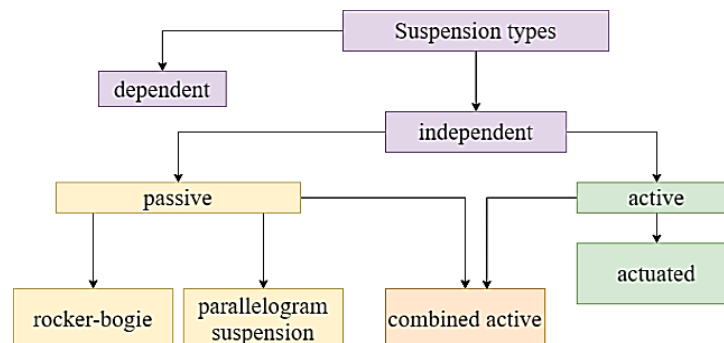 Suspension types
dependent
independent
passive
active
actuated
rocker-bogie
parallelogram
suspension
combined active